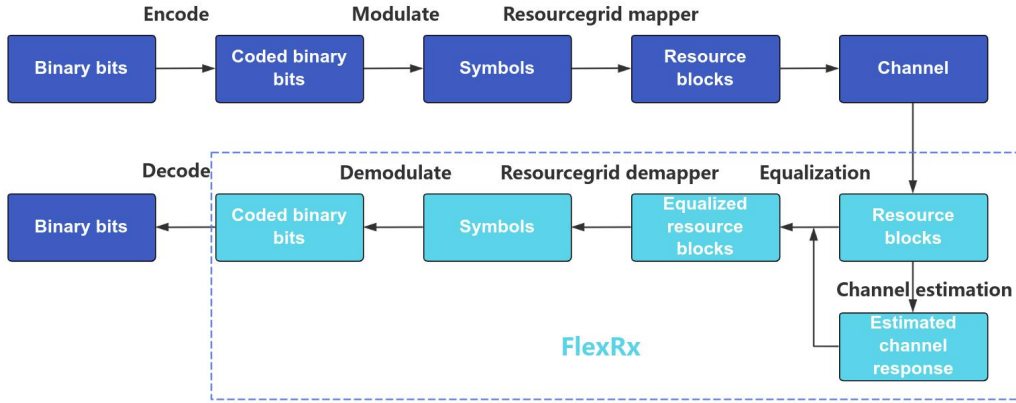 Encode
Modulate
Resourcegrid mapper
Binary bits
Coded binary
bits
Symbols
Resource
blocks
Channel
Decode
Demodulate
Resourcegrid demapper
Equalization
Binary bits
Coded binary
bits
Symbols
Equalized
resource
blocks
Resource
blocks
Channel estimation
Estimated
channel
response
FlexRx